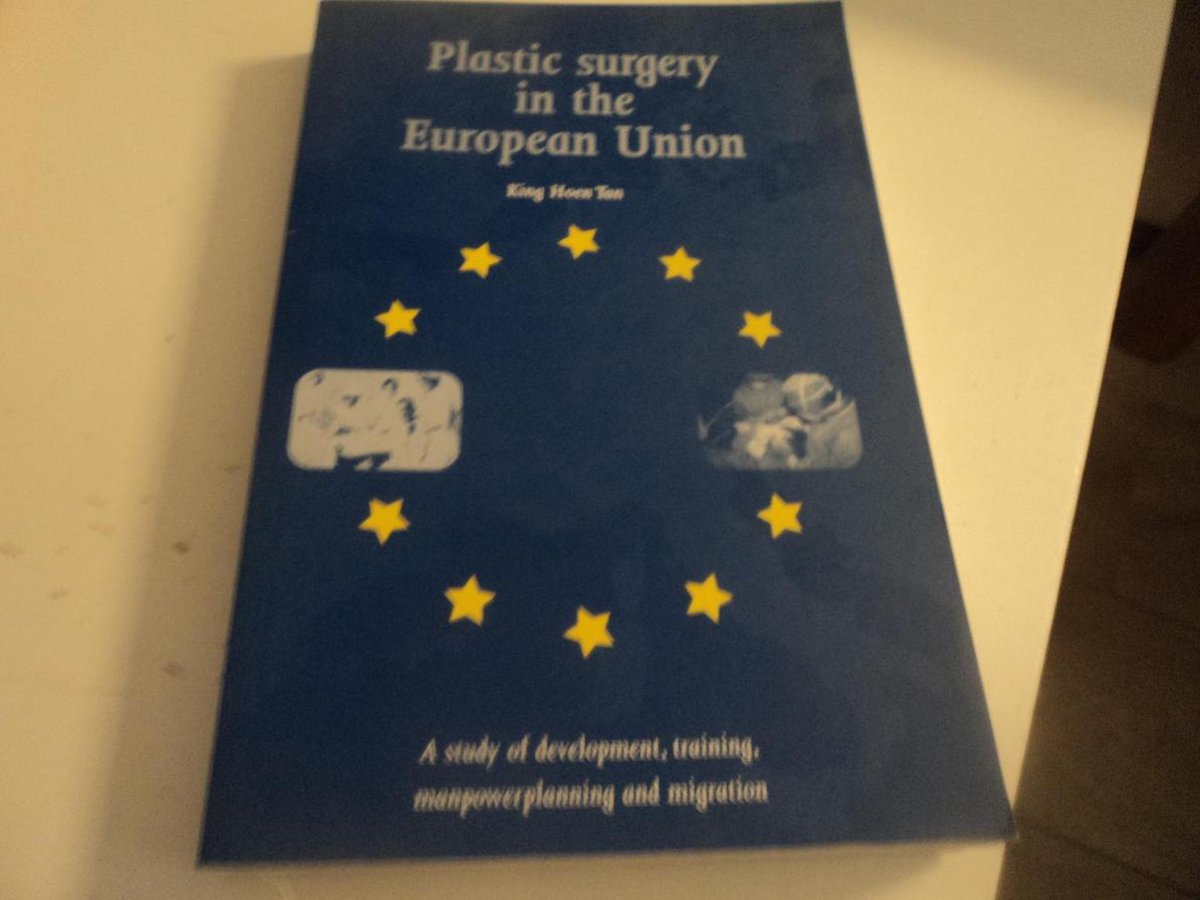 Plastic surgery
in the
European Union
King Hoen Tan
A study of development, training,
manpowerplanning and migration